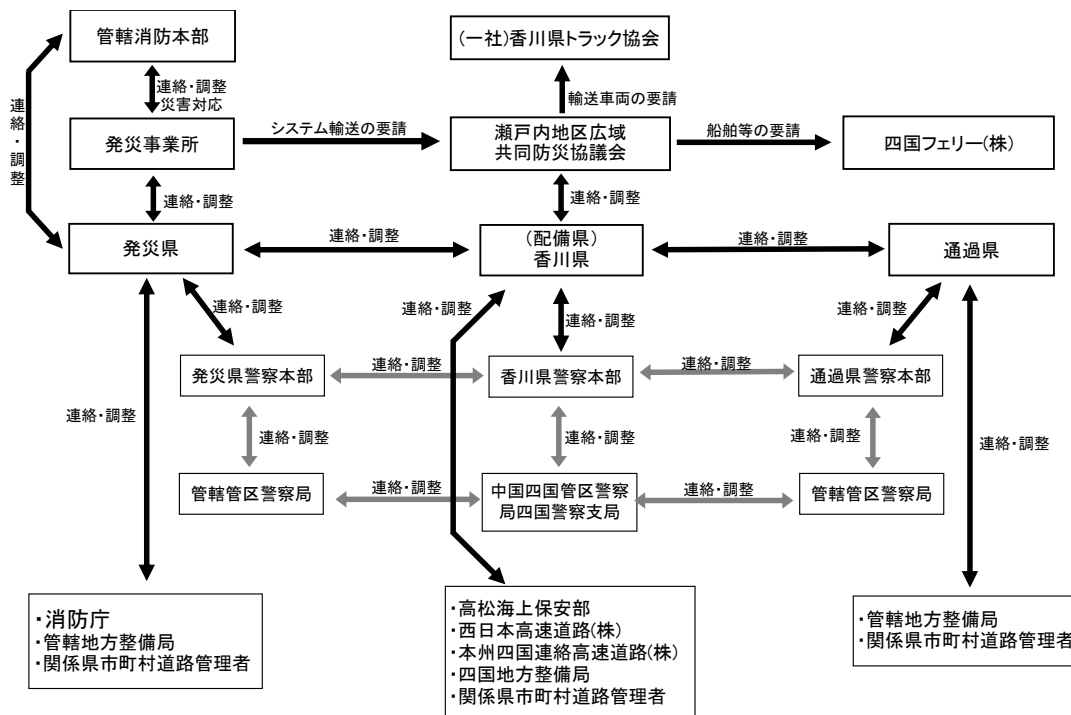 管轄消防本部
(一社)香川県トラック協会
連絡・調整
連絡・調整
災害対応
輸送車両の要請
発災事業所
システム輸送の要請
瀬戸内地区広域
共同防災協議会
船舶等の要請
四国フェリー(株)
連絡・調整
連絡・調整
発災県
連絡・調整
(配備県)
香川県
連絡・調整
通過県
連絡・調整
連絡・調整
連絡・調整
連絡・調整
発災県警察本部
連絡・調整
香川県警察本部
連絡・調整
通過県警察本部
連絡・調整
連絡・調整
連絡・調整
連絡・調整
連絡・調整
管轄管区警察局
連絡・調整
中国四国管区警察
局四国警察支局
連絡・調整
管轄管区警察局
・消防庁
・管轄地方整備局
・関係県市町村道路管理者
・高松海上保安部
・西日本高速道路(株)
・本州四国連絡高速道路(株)
・四国地方整備局
・関係県市町村道路管理者
・管轄地方整備局
・関係県市町村道路管理者